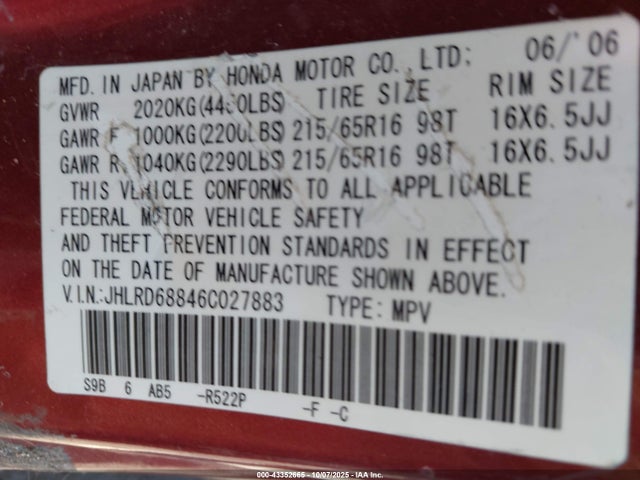 MFD. IN JAPAN BY HONDA MOTOR CO., LTD: 06/'06
GVWR 2020KG(4450LBS) TIRE SIZE RIM SIZE
GAWR F 1000KG(2200LBS) 215/65R16 98T 16X6.5JJ
GAWR R 1040KG(2290LBS) 215/65R16 98T 16X6.5JJ
THIS VEHICLE CONFORMS TO ALL APPLICABLE
FEDERAL MOTOR VEHICLE SAFETY
AND THEFT PREVENTION STANDARDS IN EFFECT
ON THE DATE OF MANUFACTURE SHOWN ABOVE.
V.I.N:JHLRD68846C027883 TYPE: MPV
S9B 6 AB5 -R522P -F -C
000-43352665 - 10/07/2025 - IAA Inc.